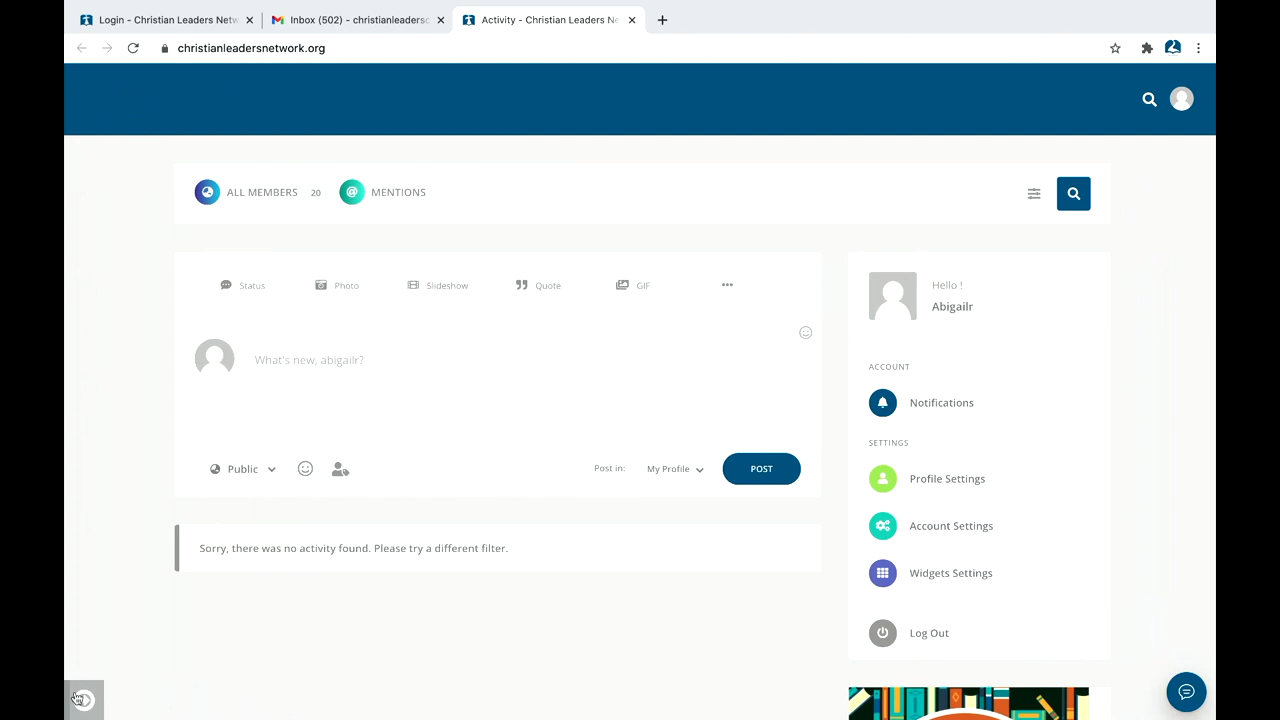 Login - Christian Leaders Netw
Inbox (502) - christianleadersc
Activity - Christian Leaders Ne
christianleadersnetwork.org
ALL MEMBERS 20
MENTIONS
Status
Photo
Slideshow
Quote
GIF
What's new, abigailr?
Public
Post in:
My Profile
POST
Sorry, there was no activity found. Please try a different filter.
Hello !
Abigailr
ACCOUNT
Notifications
SETTINGS
Profile Settings
Account Settings
Widgets Settings
Log Out